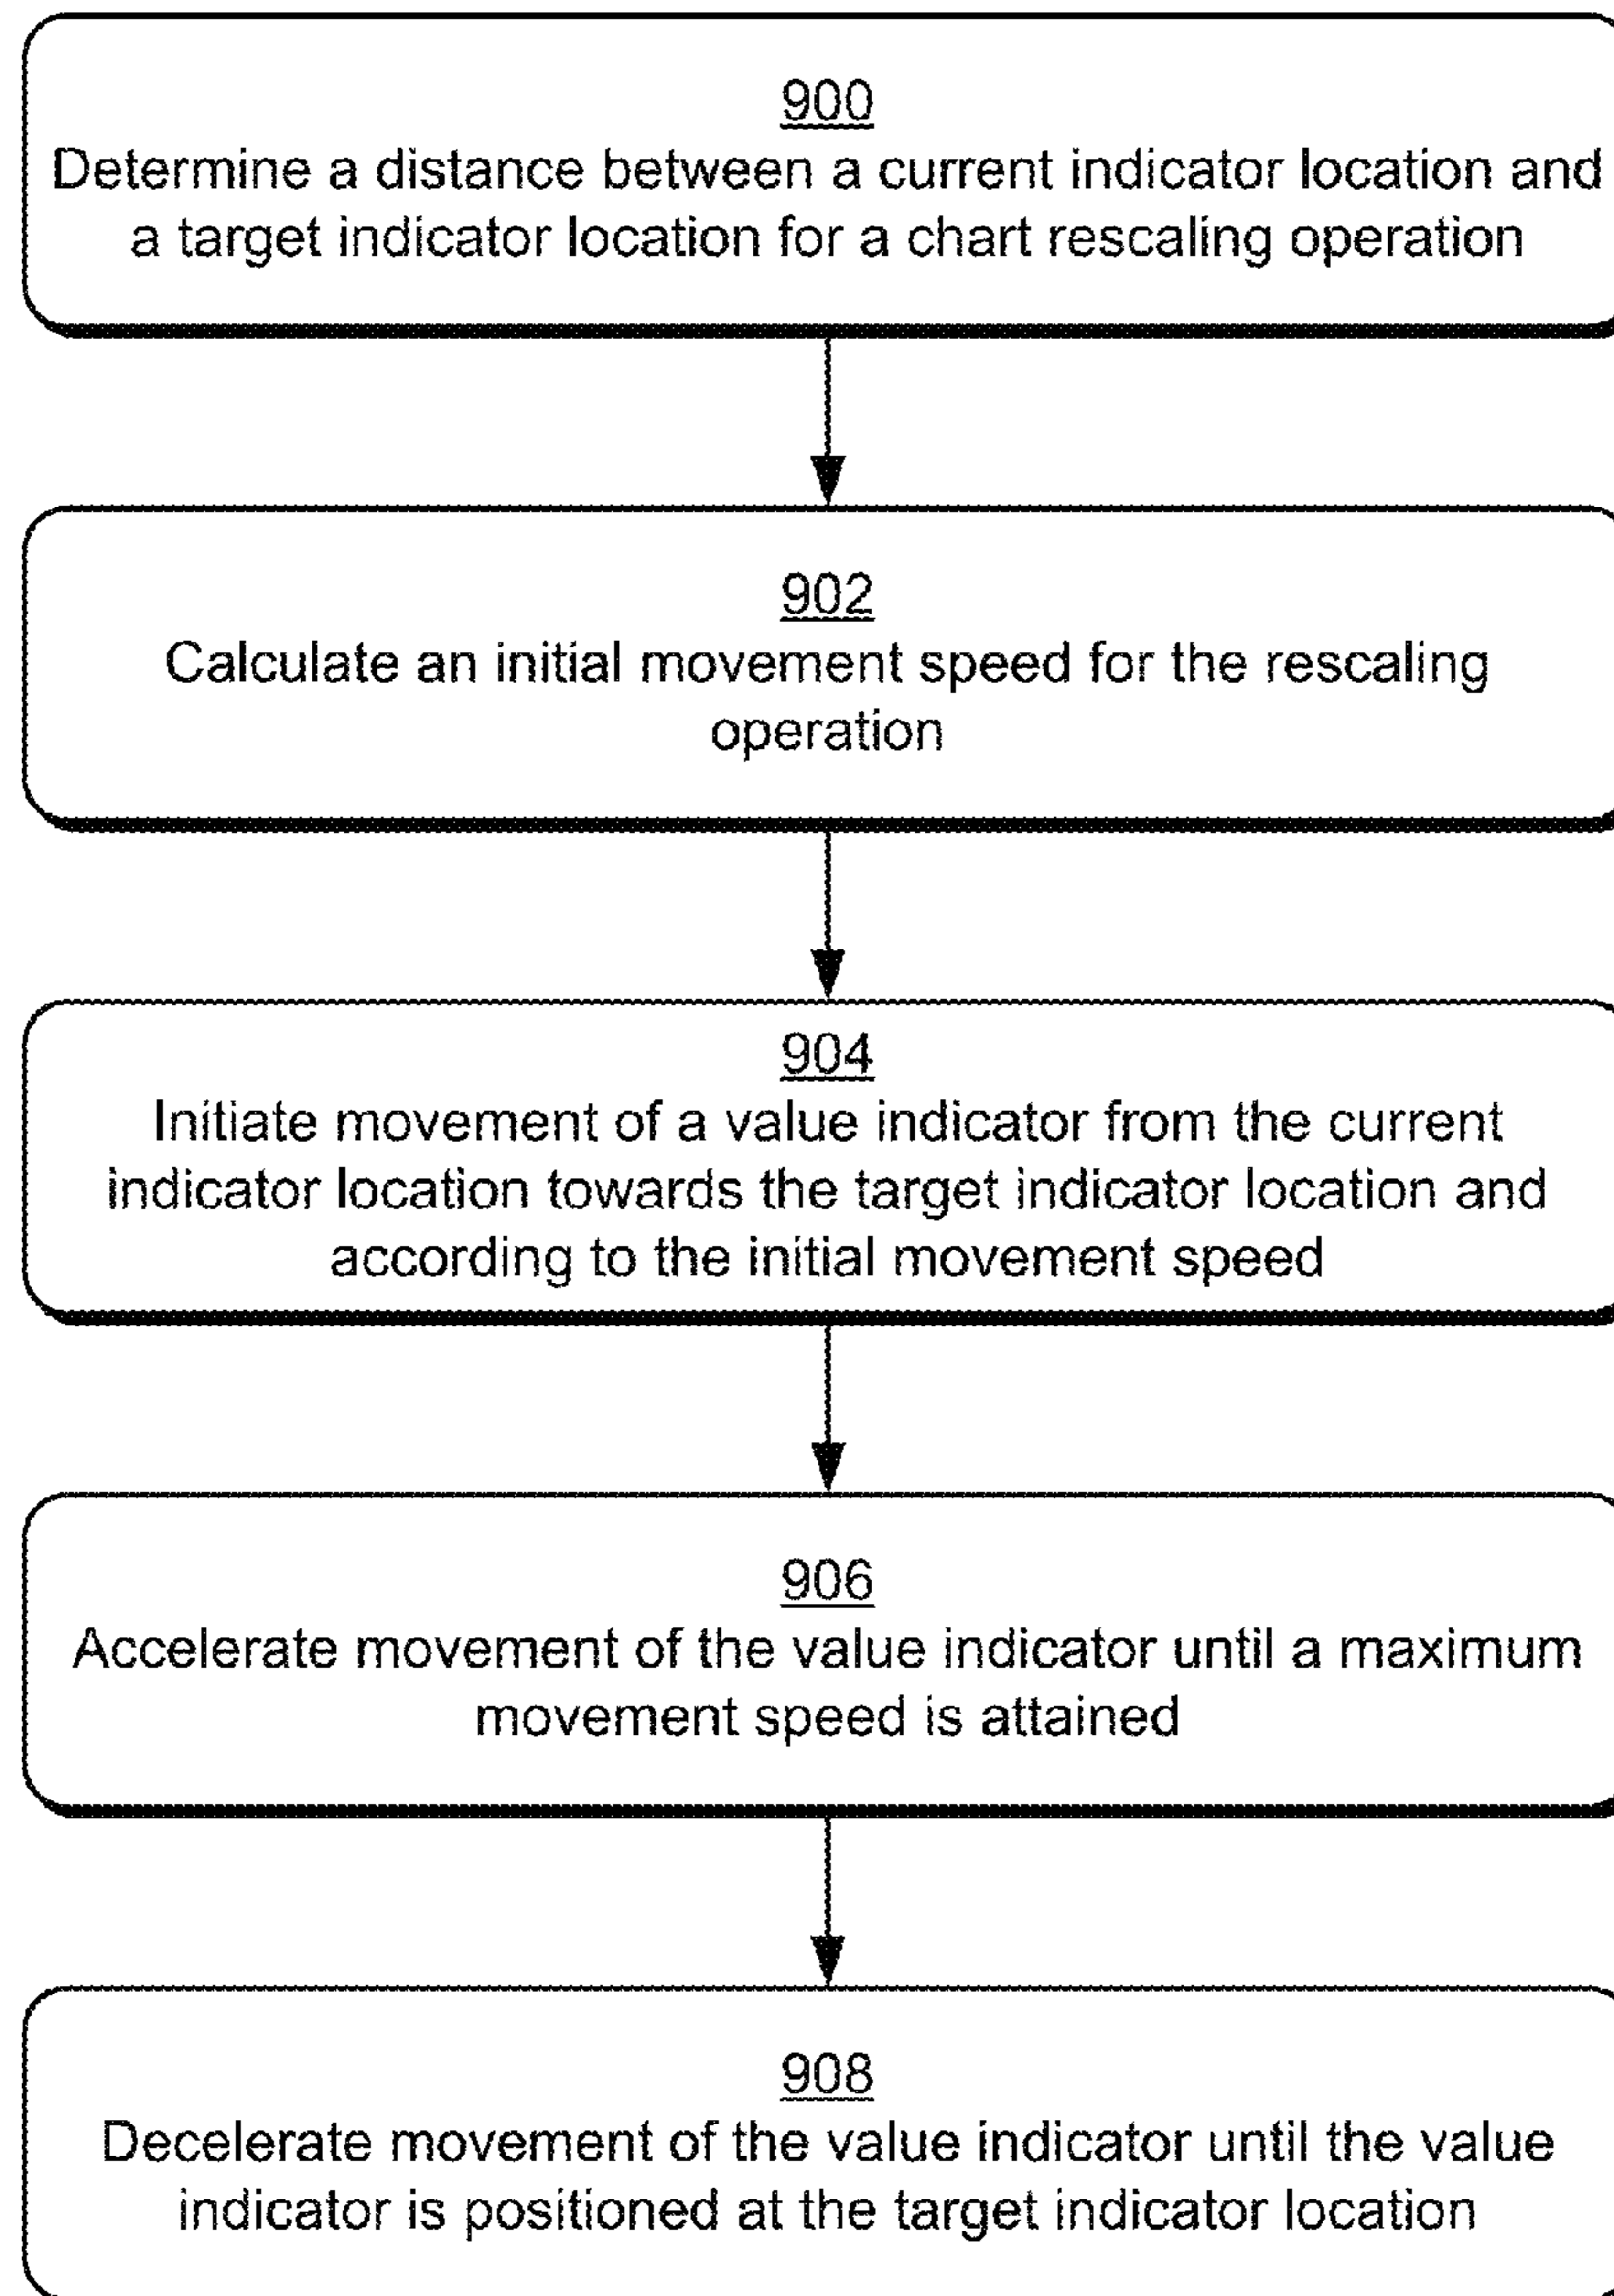 900
Determine a distance between a current indicator location and
a target indicator location for a chart rescaling operation
902
Calculate an initial movement speed for the rescaling
operation
904
Initiate movement of a value indicator from the current
indicator location towards the target indicator location and
according to the initial movement speed
906
Accelerate movement of the value indicator until a maximum
movement speed is attained
908
Decelerate movement of the value indicator until the value
indicator is positioned at the target indicator location